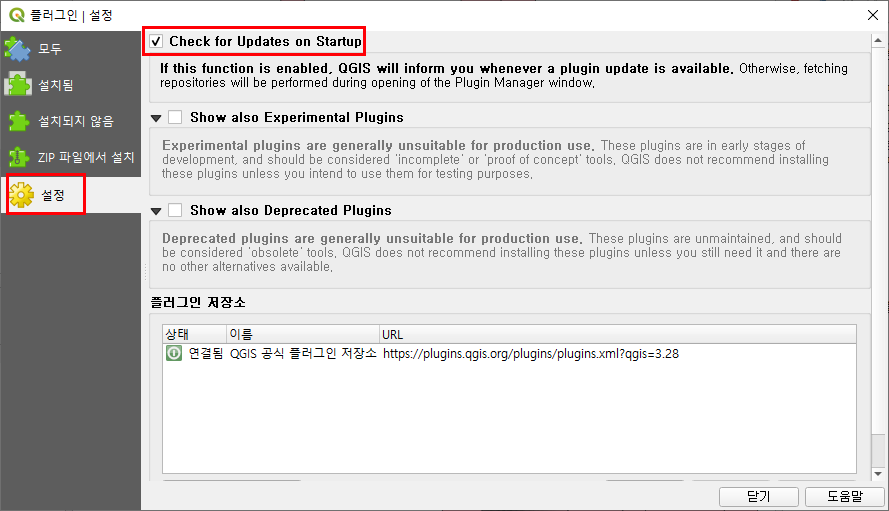 플러그인 | 설정
모두
설치됨
설치되지 않음
ZIP 파일에서 설치
설정
Check for Updates on Startup
If this function is enabled, QGIS will inform you whenever a plugin update is available. Otherwise, fetching
repositories will be performed during opening of the Plugin Manager window.
Show also Experimental Plugins
Experimental plugins are generally unsuitable for production use. These plugins are in early stages of
development, and should be considered 'incomplete' or 'proof of concept' tools. QGIS does not recommend installing
these plugins unless you intend to use them for testing purposes.
Show also Deprecated Plugins
Deprecated plugins are generally unsuitable for production use. These plugins are unmaintained, and should
be considered 'obsolete' tools. QGIS does not recommend installing these plugins unless you still need it and there are
no other alternatives available.
플러그인 저장소
상태 이름 URL
연결됨 QGIS 공식 플러그인 저장소 https://plugins.qgis.org/plugins/plugins.xml?qgis=3.28
닫기 도움말